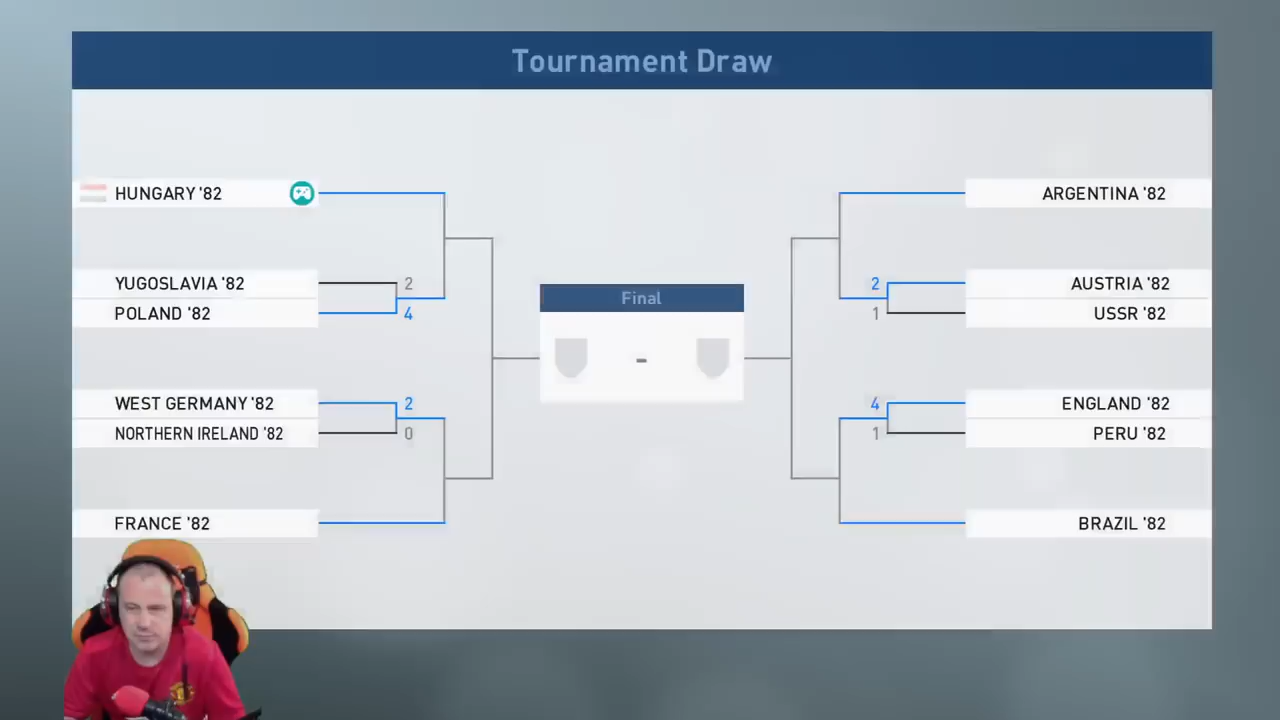 Tournament Draw
HUNGARY '82
YUGOSLAVIA '82 2
POLAND '82 4
WEST GERMANY '82 2
NORTHERN IRELAND '82 0
FRANCE '82
Final
-
ARGENTINA '82
2 AUSTRIA '82
1 USSR '82
4 ENGLAND '82
1 PERU '82
BRAZIL '82